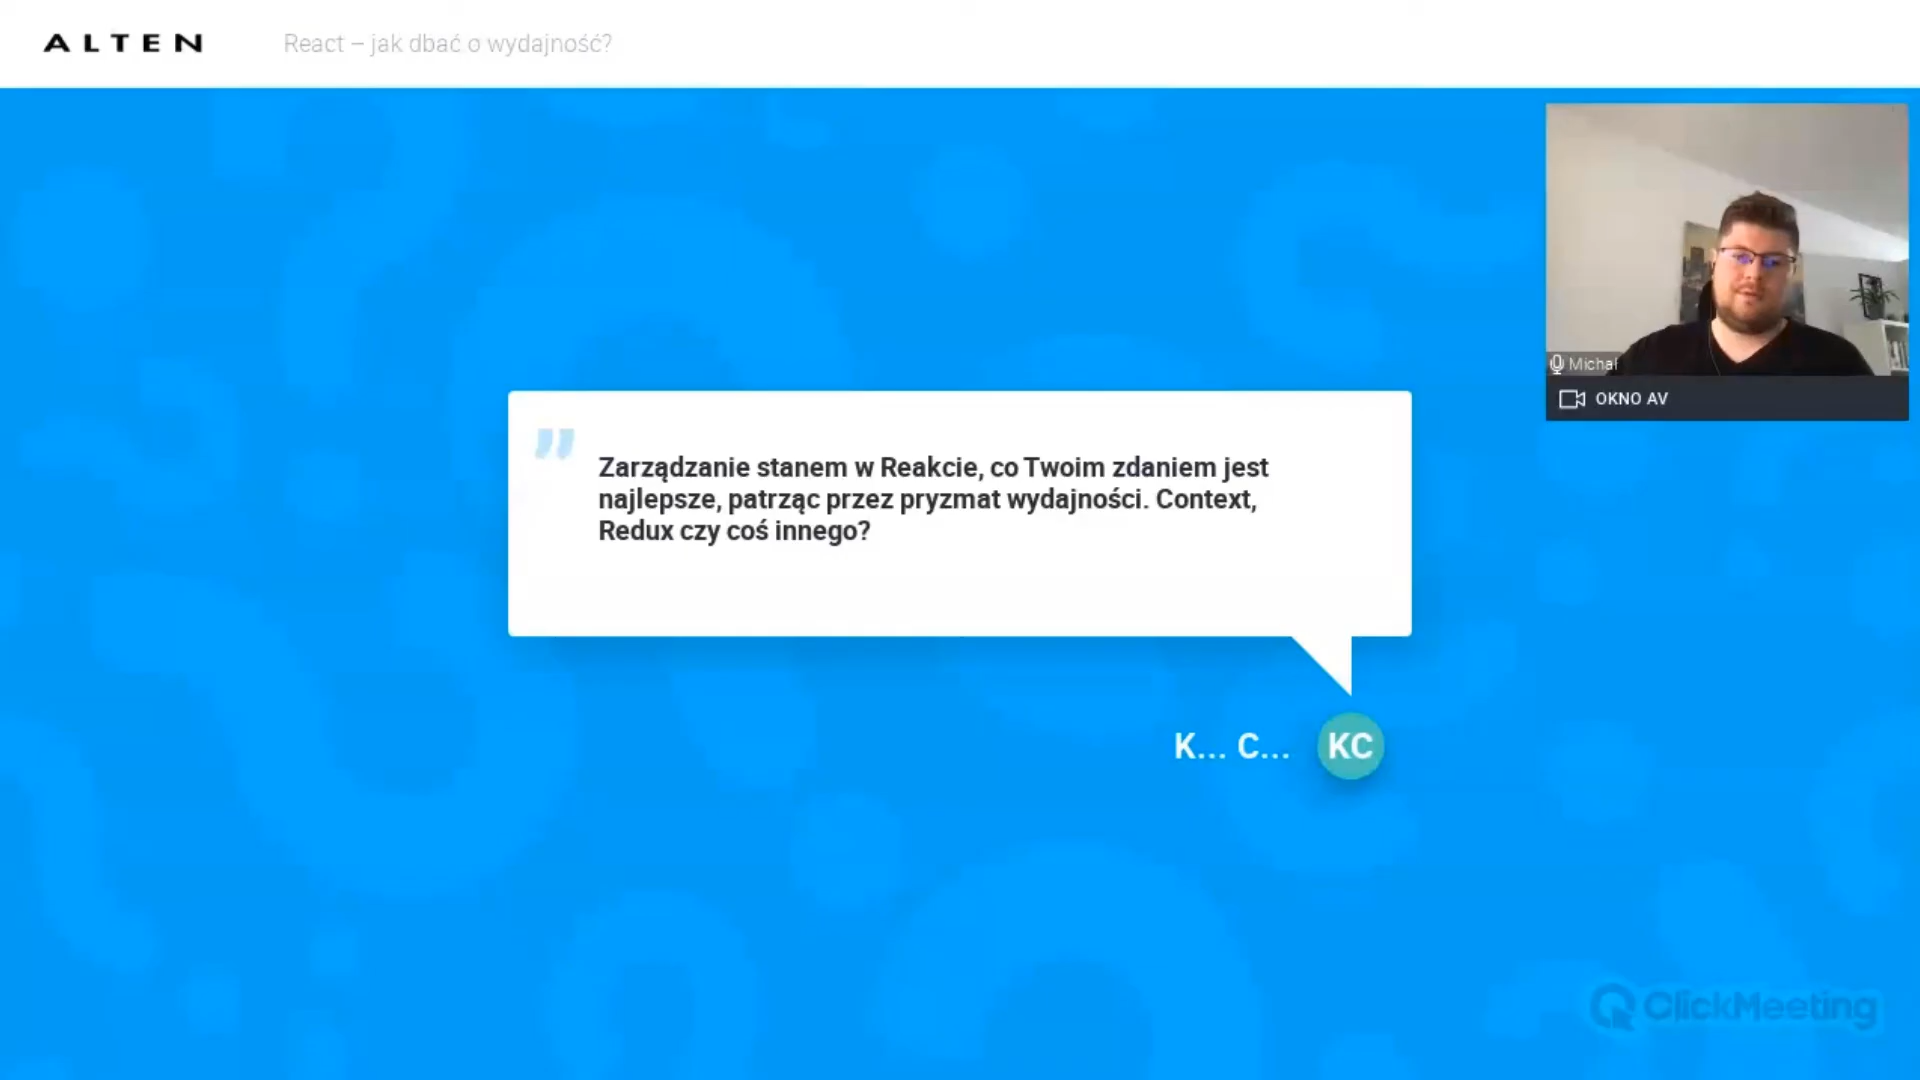 ALTEN
React – jak dbać o wydajność?
Michał
OKNO AV
Zarządzanie stanem w Reakcie, co Twoim zdaniem jest
najlepsze, patrząc przez pryzmat wydajności. Context,
Redux czy coś innego?
K... C...
KC
ClickMeeting